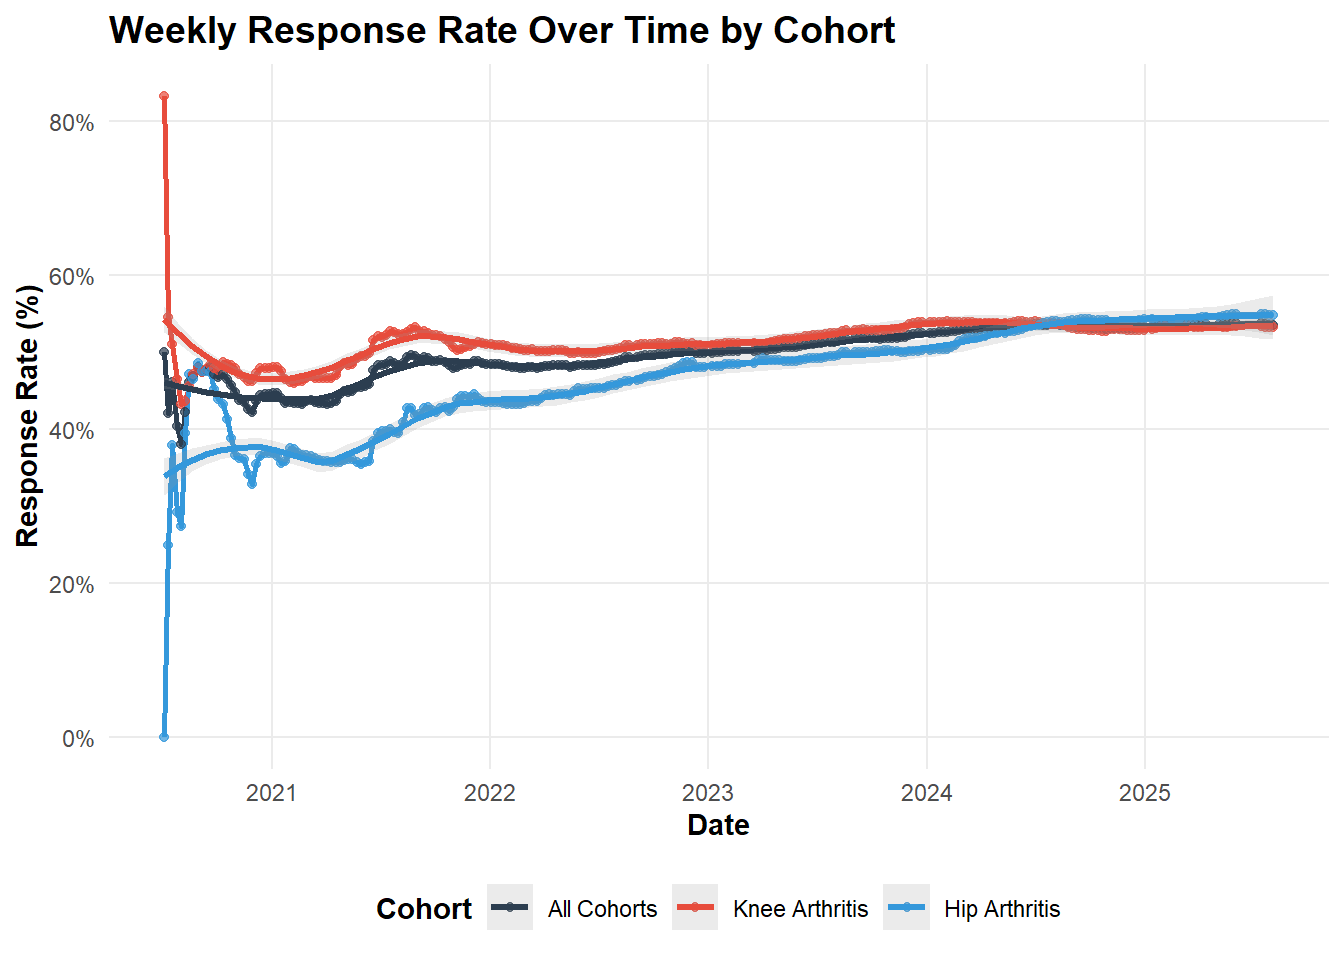 Weekly Response Rate Over Time by Cohort
Response Rate (%)
80%
60%
40%
20%
0%
2021 2022 2023 2024 2025
Date
Cohort All Cohorts Knee Arthritis Hip Arthritis